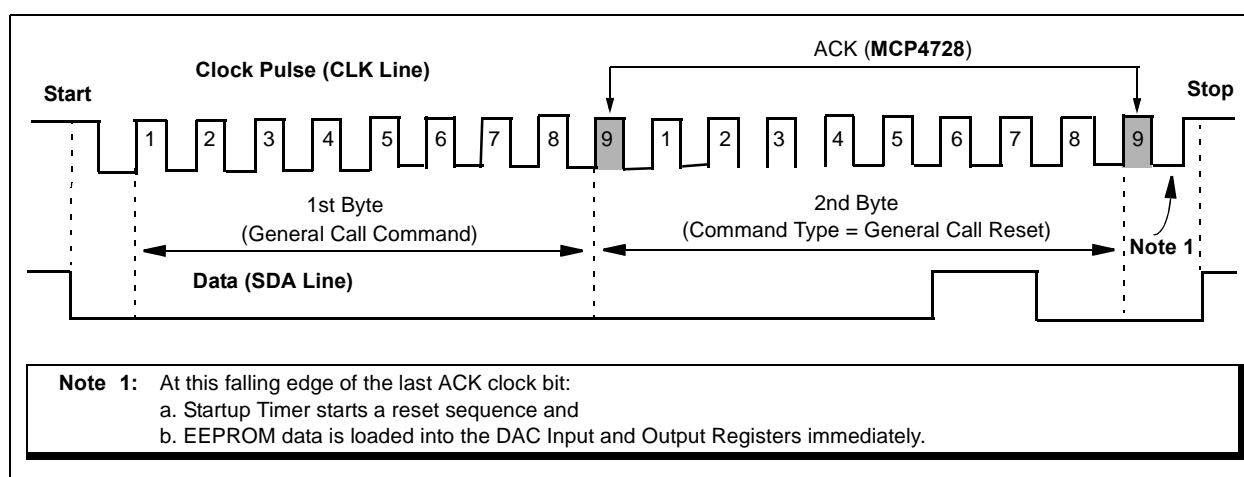 ACK (MCP4728)
Clock Pulse (CLK Line)
Start
Stop
1 2 3 4 5 6 7 8 9 1 2 3 4 5 6 7 8 9
1st Byte
(General Call Command)
2nd Byte
(Command Type = General Call Reset)
Note 1
Data (SDA Line)
Note 1: At this falling edge of the last ACK clock bit:
a. Startup Timer starts a reset sequence and
b. EEPROM data is loaded into the DAC Input and Output Registers immediately.